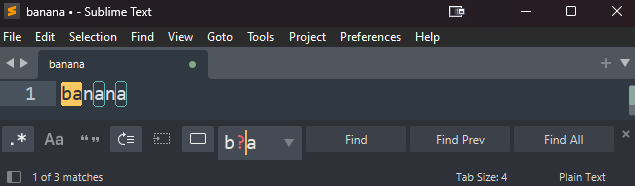 banana • - Sublime Text
File Edit Selection Find View Goto Tools Project Preferences Help
banana
1 banana
.* Aa “” b?a Find Find Prev Find All
1 of 3 matches Tab Size: 4 Plain Text